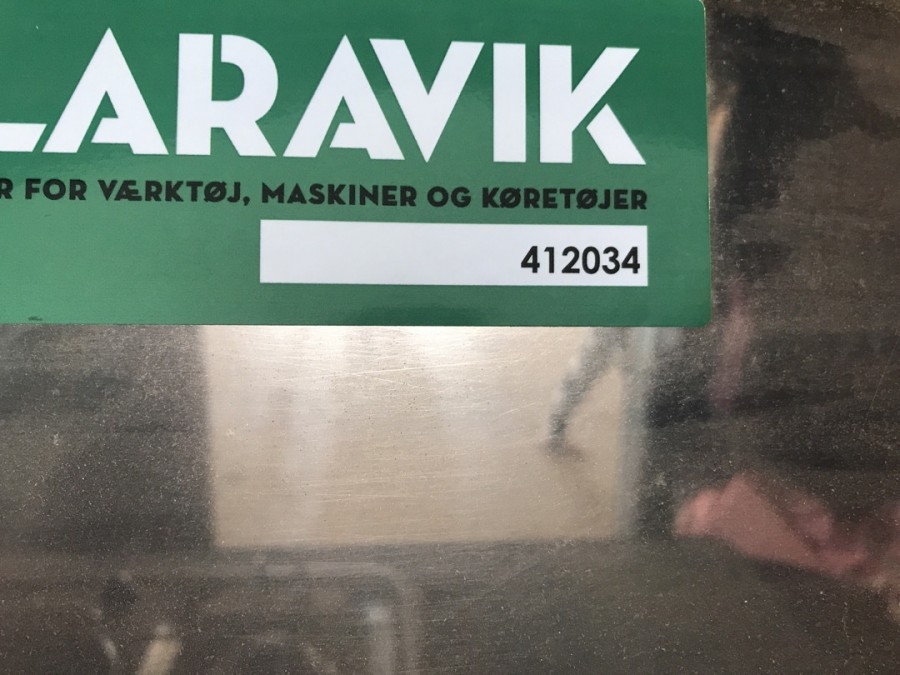 LARAVIK
R FOR VÆRKTØJ, MASKINER OG KØRETØJER
412034